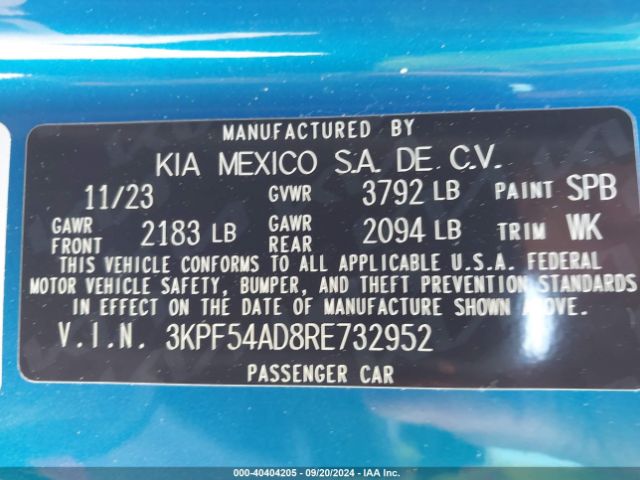 MANUFACTURED BY
KIA MEXICO S.A. DE C.V.
11/23 GVWR 3792 LB PAINT SPB
GAWR FRONT 2183 LB GAWR REAR 2094 LB TRIM WK
THIS VEHICLE CONFORMS TO ALL APPLICABLE U.S.A. FEDERAL
MOTOR VEHICLE SAFETY, BUMPER, AND THEFT PREVENTION STANDARDS
IN EFFECT ON THE DATE OF MANUFACTURE SHOWN ABOVE.
V.I.N. 3KPF54AD8RE732952
PASSENGER CAR
000-40404205 - 09/20/2024 - IAA Inc.